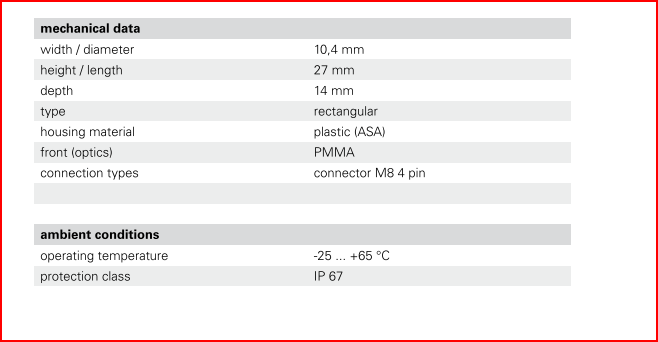 mechanical data
width / diameter 10,4 mm
height / length 27 mm
depth 14 mm
type rectangular
housing material plastic (ASA)
front (optics) PMMA
connection types connector M8 4 pin
ambient conditions
operating temperature -25 ... +65 °C
protection class IP 67